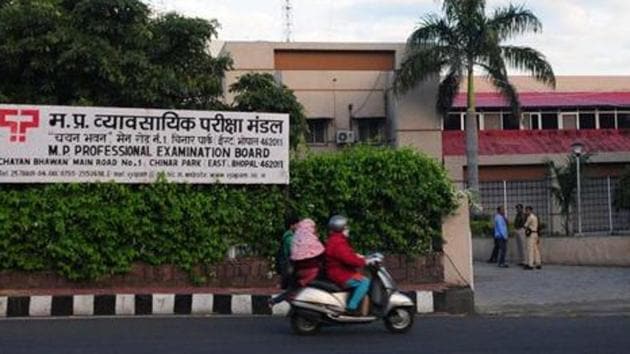 म.प्र. व्यावसायिक परीक्षा मंडल
"चयन भवन" मेन रोड नं. 1 चिनार पार्क (ईस्ट) भोपाल 462011
M.P. PROFESSIONAL EXAMINATION BOARD
CHAYAN BHAWAN MAIN ROAD No. 1, CHINAR PARK (EAST), BHOPAL-462011